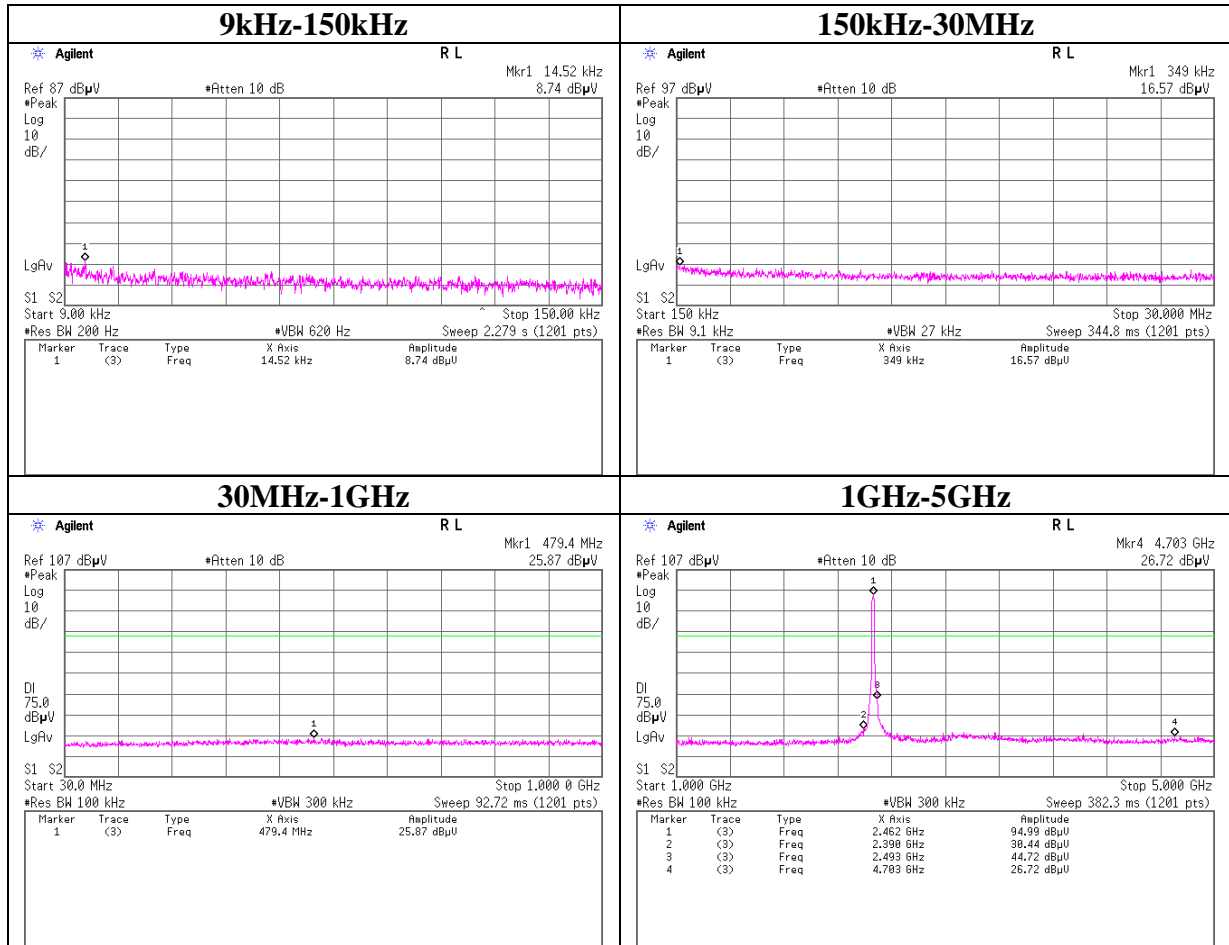 9kHz-150kHz
Agilent R L
Mkr1 14.52 kHz
Ref 87 dBµV #Atten 10 dB 8.74 dBµV
#Peak
Log
10
dB/
1
LgAv
S1 S2
Start 9.00 kHz ^ Stop 150.00 kHz
#Res BW 200 Hz #VBW 620 Hz Sweep 2.279 s (1201 pts)
Marker Trace Type X Axis Amplitude
1 (3) Freq 14.52 kHz 8.74 dBµV
150kHz-30MHz
Agilent R L
Mkr1 349 kHz
Ref 97 dBµV #Atten 10 dB 16.57 dBµV
#Peak
Log
10
dB/
1
LgAv
S1 S2
Start 150 kHz Stop 30.000 MHz
#Res BW 9.1 kHz #VBW 27 kHz Sweep 344.8 ms (1201 pts)
Marker Trace Type X Axis Amplitude
1 (3) Freq 349 kHz 16.57 dBµV
30MHz-1GHz
Agilent R L
Mkr1 479.4 MHz
Ref 107 dBµV #Atten 10 dB 25.87 dBµV
#Peak
Log
10
dB/
DI
75.0
dBµV
1
LgAv
S1 S2
Start 30.0 MHz Stop 1.000 0 GHz
#Res BW 100 kHz #VBW 300 kHz Sweep 92.72 ms (1201 pts)
Marker Trace Type X Axis Amplitude
1 (3) Freq 479.4 MHz 25.87 dBµV
1GHz-5GHz
Agilent R L
Mkr4 4.703 GHz
Ref 107 dBµV #Atten 10 dB 26.72 dBµV
#Peak
1
Log
10
dB/
3
DI
75.0
dBµV
2
4
LgAv
S1 S2
Start 1.000 GHz Stop 5.000 GHz
#Res BW 100 kHz #VBW 300 kHz Sweep 382.3 ms (1201 pts)
Marker Trace Type X Axis Amplitude
1 (3) Freq 2.462 GHz 94.99 dBµV
2 (3) Freq 2.390 GHz 30.44 dBµV
3 (3) Freq 2.493 GHz 44.72 dBµV
4 (3) Freq 4.703 GHz 26.72 dBµV